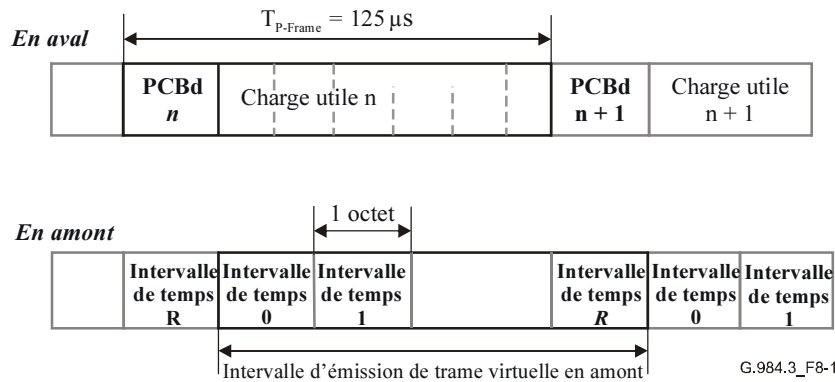 T_P-Frame = 125 µs
En aval
PCBd n
Charge utile n
PCBd n + 1
Charge utile n + 1
1 octet
En amont
Intervalle de temps R
Intervalle de temps 0
Intervalle de temps 1
Intervalle de temps R
Intervalle de temps 0
Intervalle de temps 1
Intervalle d'émission de trame virtuelle en amont
G.984.3_F8-1